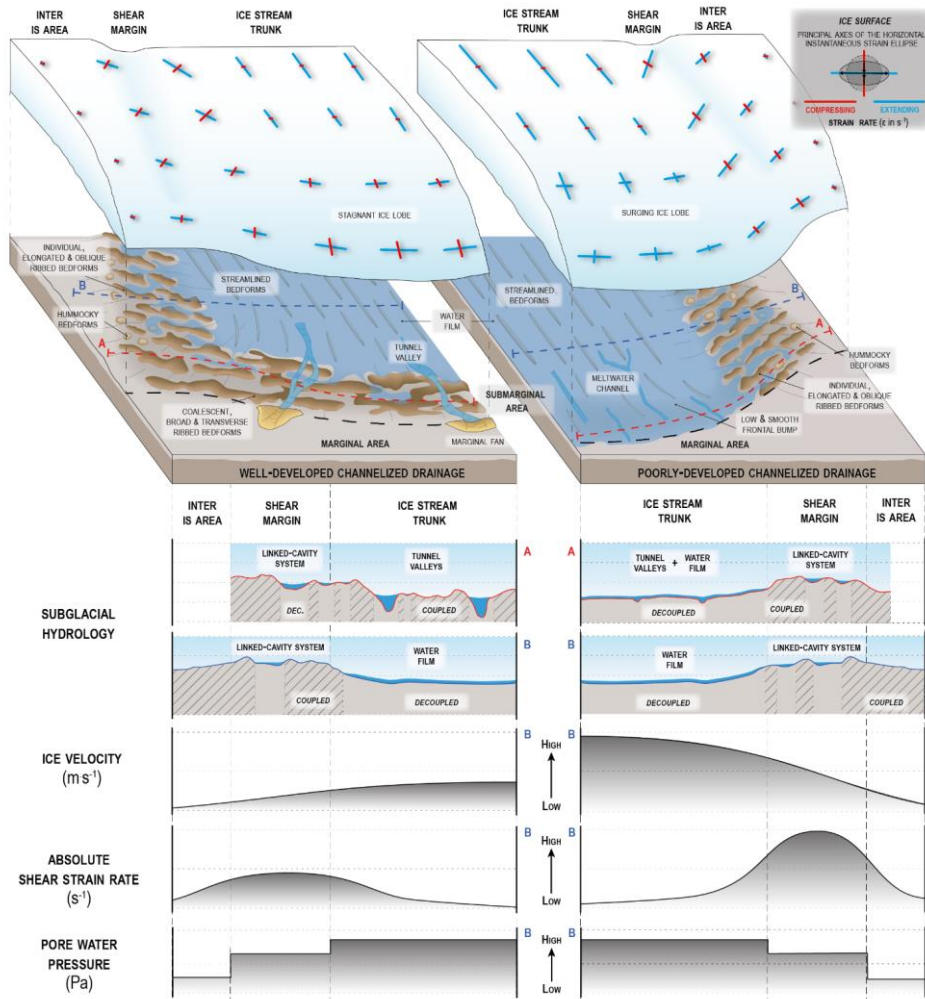 INTER
IS AREA
SHEAR
MARGIN
ICE STREAM
TRUNK
ICE STREAM
TRUNK
SHEAR
MARGIN
INTER
IS AREA
ICE SURFACE
PRINCIPAL AXES OF THE HORIZONTAL
INSTANTANEOUS STRAIN ELLIPSE
COMPRESSING
EXTENDING
STRAIN RATE (ε in s⁻¹)
STAGNANT ICE LOBE
SURGING ICE LOBE
INDIVIDUAL,
ELONGATED & OBLIQUE
RIBBED BEDFORMS
B
HUMMOCKY
BEDFORMS
A
STREAMLINED
BEDFORMS
WATER
FILM
TUNNEL
VALLEY
SUBMARGINAL
AREA
COALESCENT,
BROAD & TRANSVERSE
RIBBED BEDFORMS
MARGINAL AREA
MARGINAL FAN
STREAMLINED
BEDFORMS
B
A
MELTWATER
CHANNEL
HUMMOCKY
BEDFORMS
INDIVIDUAL,
ELONGATED & OBLIQUE
RIBBED BEDFORMS
LOW & SMOOTH
FRONTAL BUMP
MARGINAL AREA
WELL-DEVELOPED CHANNELIZED DRAINAGE
POORLY-DEVELOPED CHANNELIZED DRAINAGE
INTER
IS AREA
SHEAR
MARGIN
ICE STREAM
TRUNK
ICE STREAM
TRUNK
SHEAR
MARGIN
INTER
IS AREA
SUBGLACIAL
HYDROLOGY
LINKED-CAVITY
SYSTEM
TUNNEL
VALLEYS
DEC.
COUPLED
A
A
TUNNEL
VALLEYS
+
WATER
FILM
LINKED-CAVITY
SYSTEM
DECOUPLED
COUPLED
LINKED-CAVITY SYSTEM
WATER
FILM
COUPLED
DECOUPLED
B
B
WATER
FILM
LINKED-CAVITY SYSTEM
DECOUPLED
COUPLED
ICE VELOCITY
(m s⁻¹)
B
B
HIGH
LOW
ABSOLUTE
SHEAR STRAIN RATE
(s⁻¹)
B
B
HIGH
LOW
PORE WATER
PRESSURE
(Pa)
B
B
HIGH
LOW